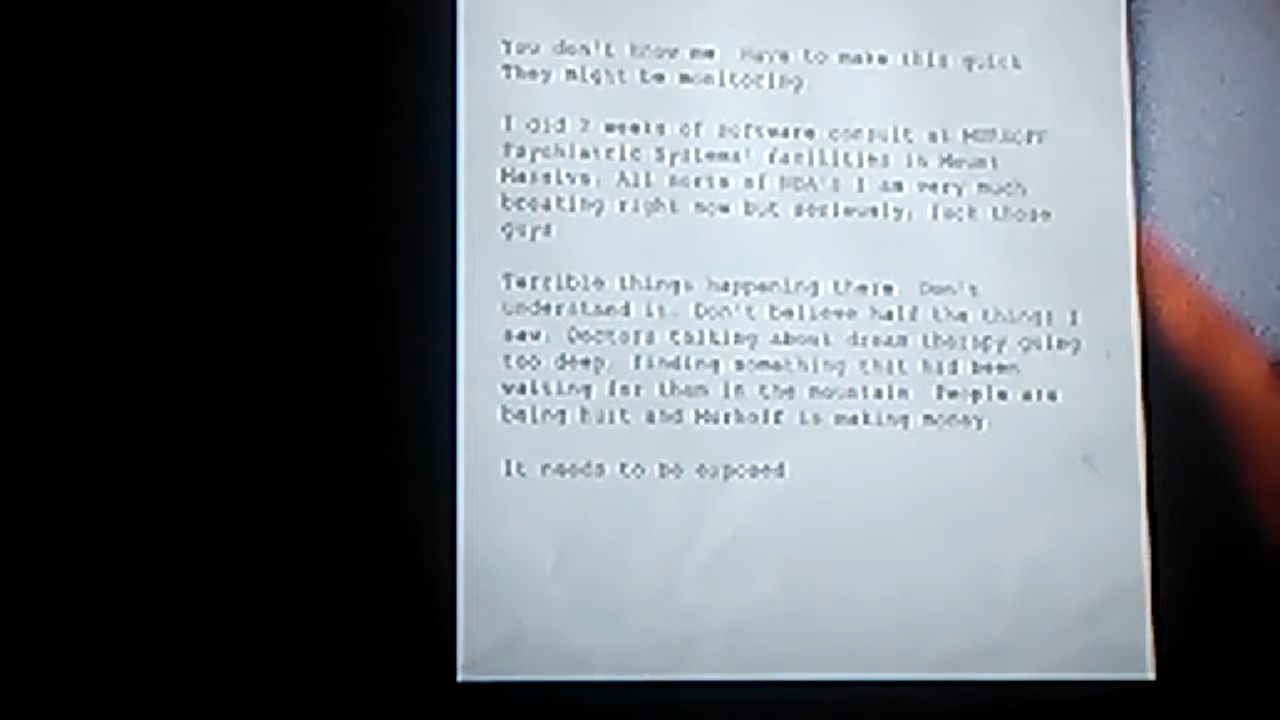 You don't know me. Have to make this quick
They might be monitoring
I did 2 weeks of software consult at MURKOFF
Psychiatric Systems' facilities in Mount
Massive. All sorts of NDA's I am very much
breaking right now but seriously, fuck those
guys
Terrible things happening there. Don't
understand it. Don't believe half the things I
saw. Doctors talking about dream therapy going
too deep, finding something that had been
waiting for them in the mountain. People are
being hurt and Murkoff is making money
It needs to be exposed